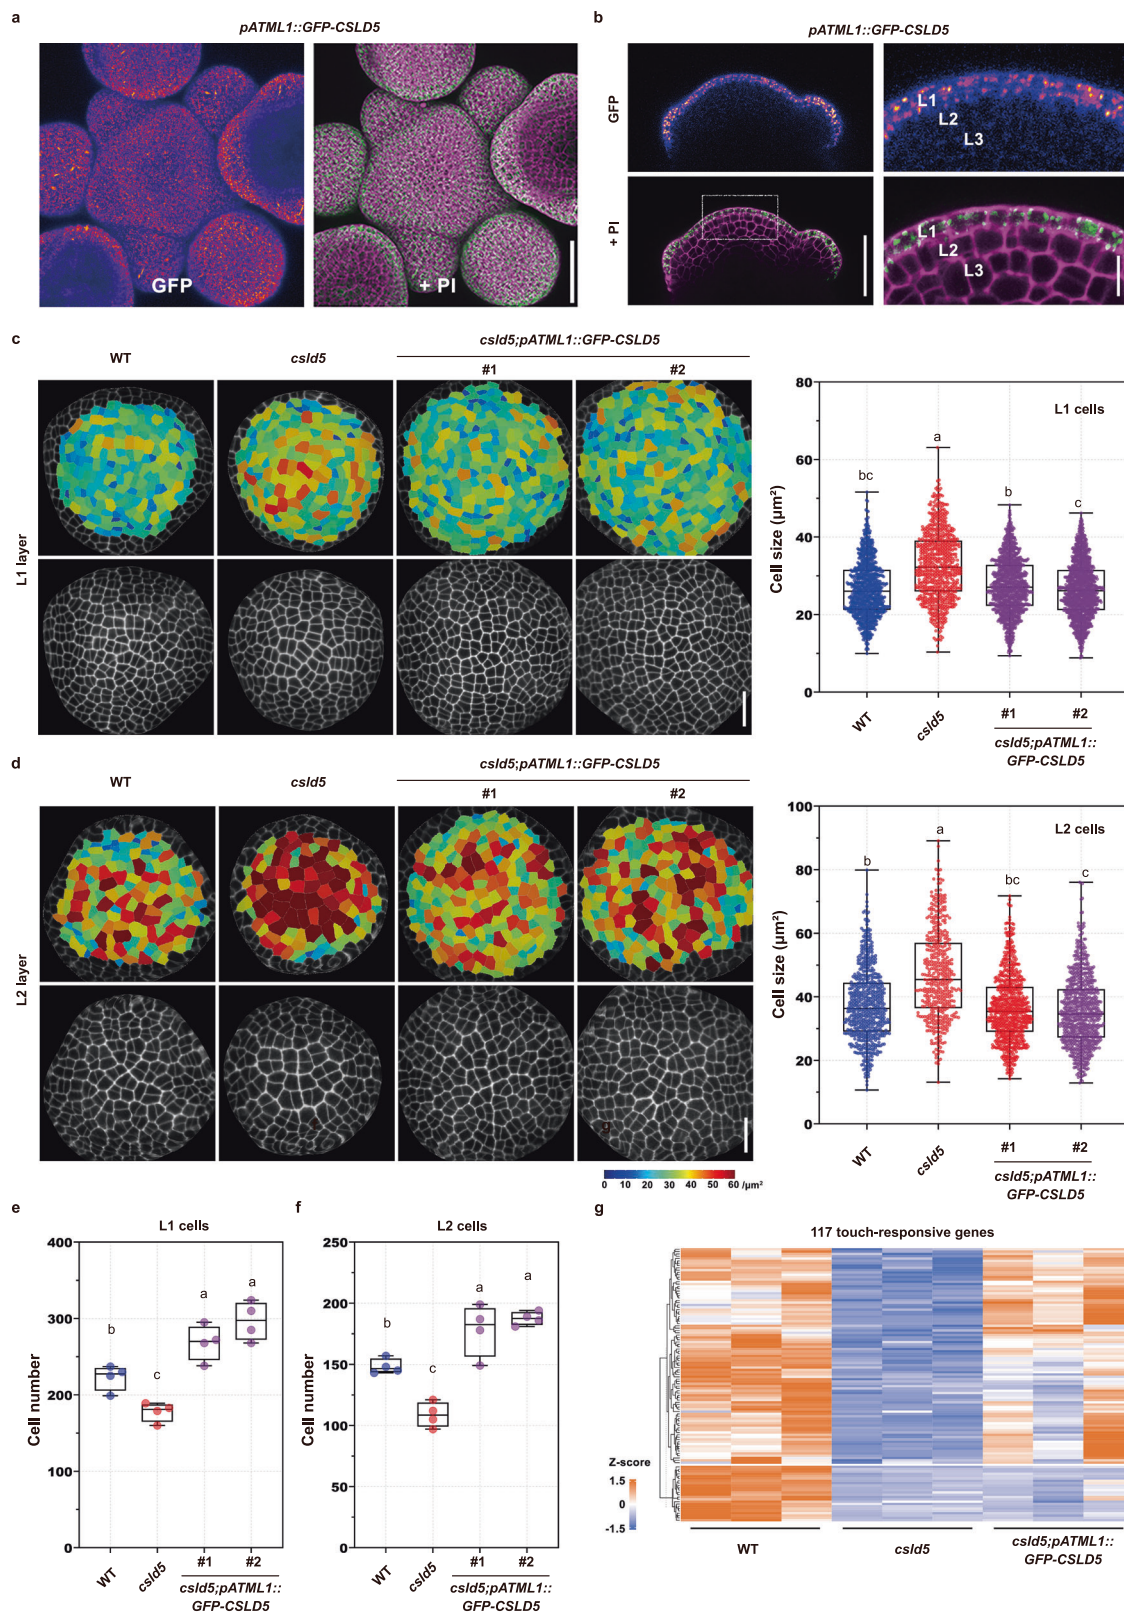 a
pATML1::GFP-CSLD5
GFP
+ PI
b
pATML1::GFP-CSLD5
GFP
+ PI
L1
L2
L3
L1
L2
L3
c
WT
csld5
csld5;pATML1::GFP-CSLD5
#1
#2
L1 layer
80
60
40
20
0
Cell size (µm²)
L1 cells
bc
a
b
c
WT
csld5
#1
#2
csld5;pATML1::
GFP-CSLD5
d
WT
csld5
csld5;pATML1::GFP-CSLD5
#1
#2
L2 layer
0 10 20 30 40 50 60 /µm²
100
80
60
40
20
0
Cell size (µm²)
L2 cells
b
a
bc
c
WT
csld5
#1
#2
csld5;pATML1::
GFP-CSLD5
e
L1 cells
400
300
200
100
0
Cell number
b
c
a
a
WT
csld5
#1
#2
csld5;pATML1::
GFP-CSLD5
f
L2 cells
250
200
150
100
50
0
Cell number
b
c
a
a
WT
csld5
#1
#2
csld5;pATML1::
GFP-CSLD5
g
117 touch-responsive genes
Z-score
1.5
0
-1.5
WT
csld5
csld5;pATML1::
GFP-CSLD5